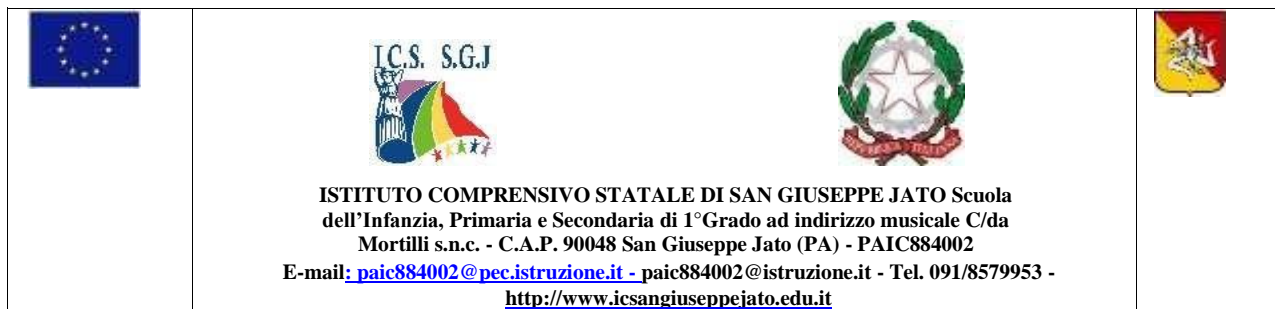 I.C.S. S.G.J
ISTITUTO COMPRENSIVO STATALE DI SAN GIUSEPPE JATO Scuola
dell’Infanzia, Primaria e Secondaria di 1°Grado ad indirizzo musicale C/da
Mortilli s.n.c. - C.A.P. 90048 San Giuseppe Jato (PA) - PAIC884002
E-mail: paic884002@pec.istruzione.it - paic884002@istruzione.it - Tel. 091/8579953 -
http://www.icsangiuseppejato.edu.it